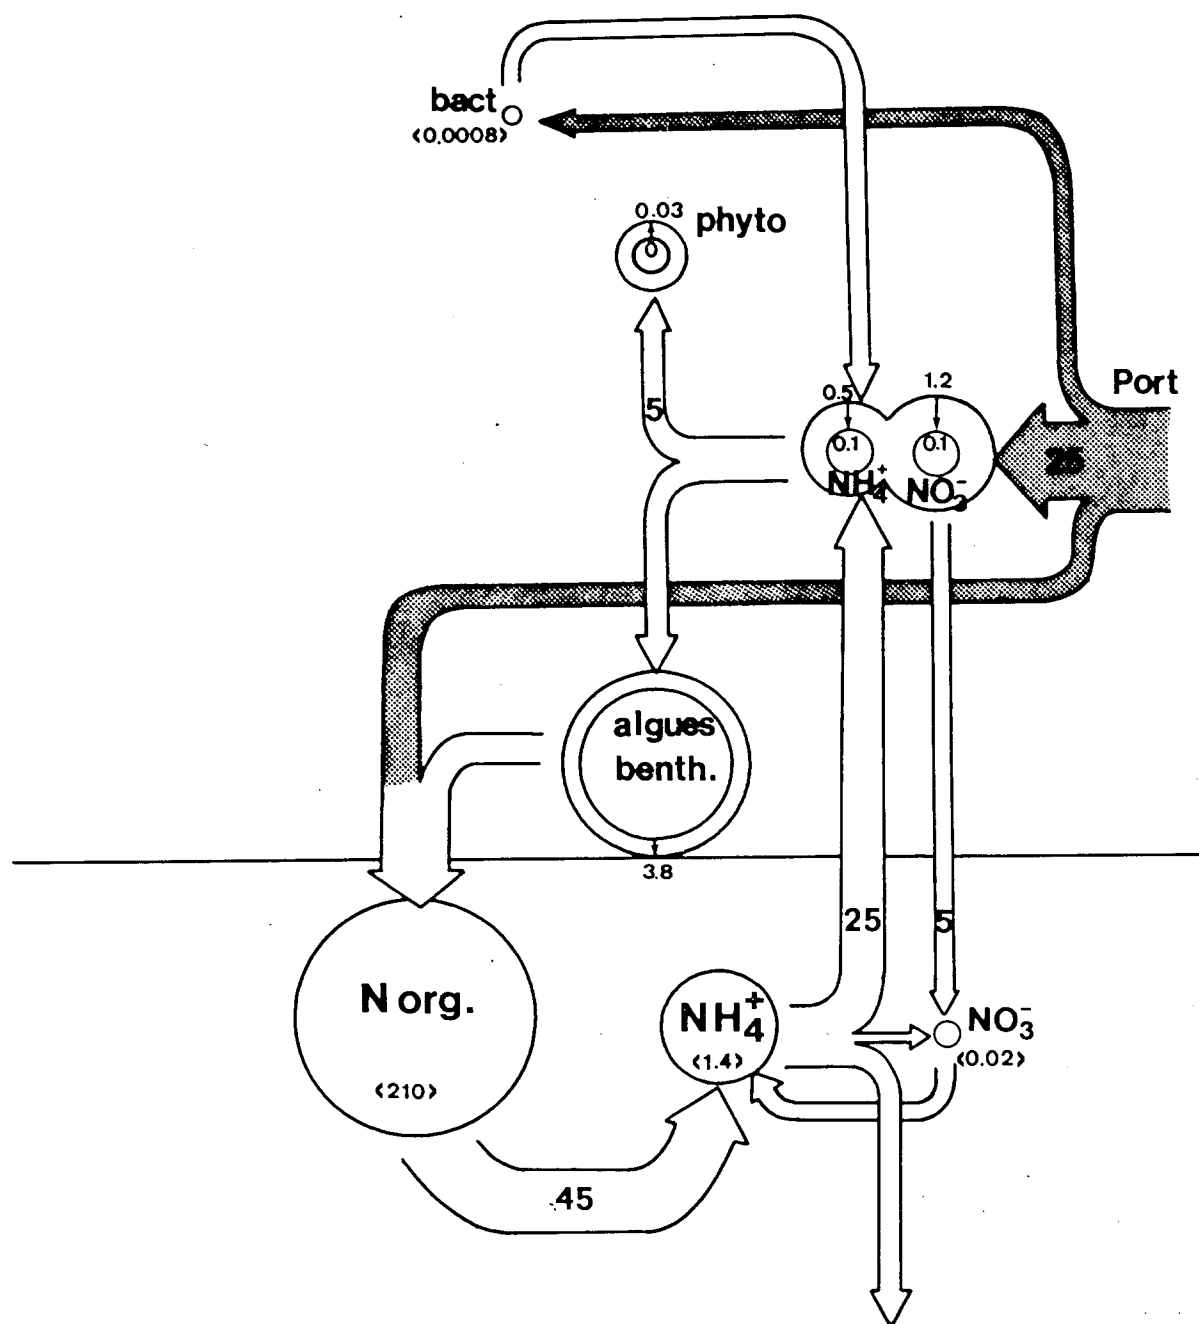 bact
<0,0008>
0.03
phyto
0
5
Port
0.5
1.2
0.1
0.1
NH₄⁺
NO₃⁻
25
algues
benth.
3.8
25
5
N org.
<210>
NH₄⁺
<1.4>
NO₃⁻
<0.02>
45